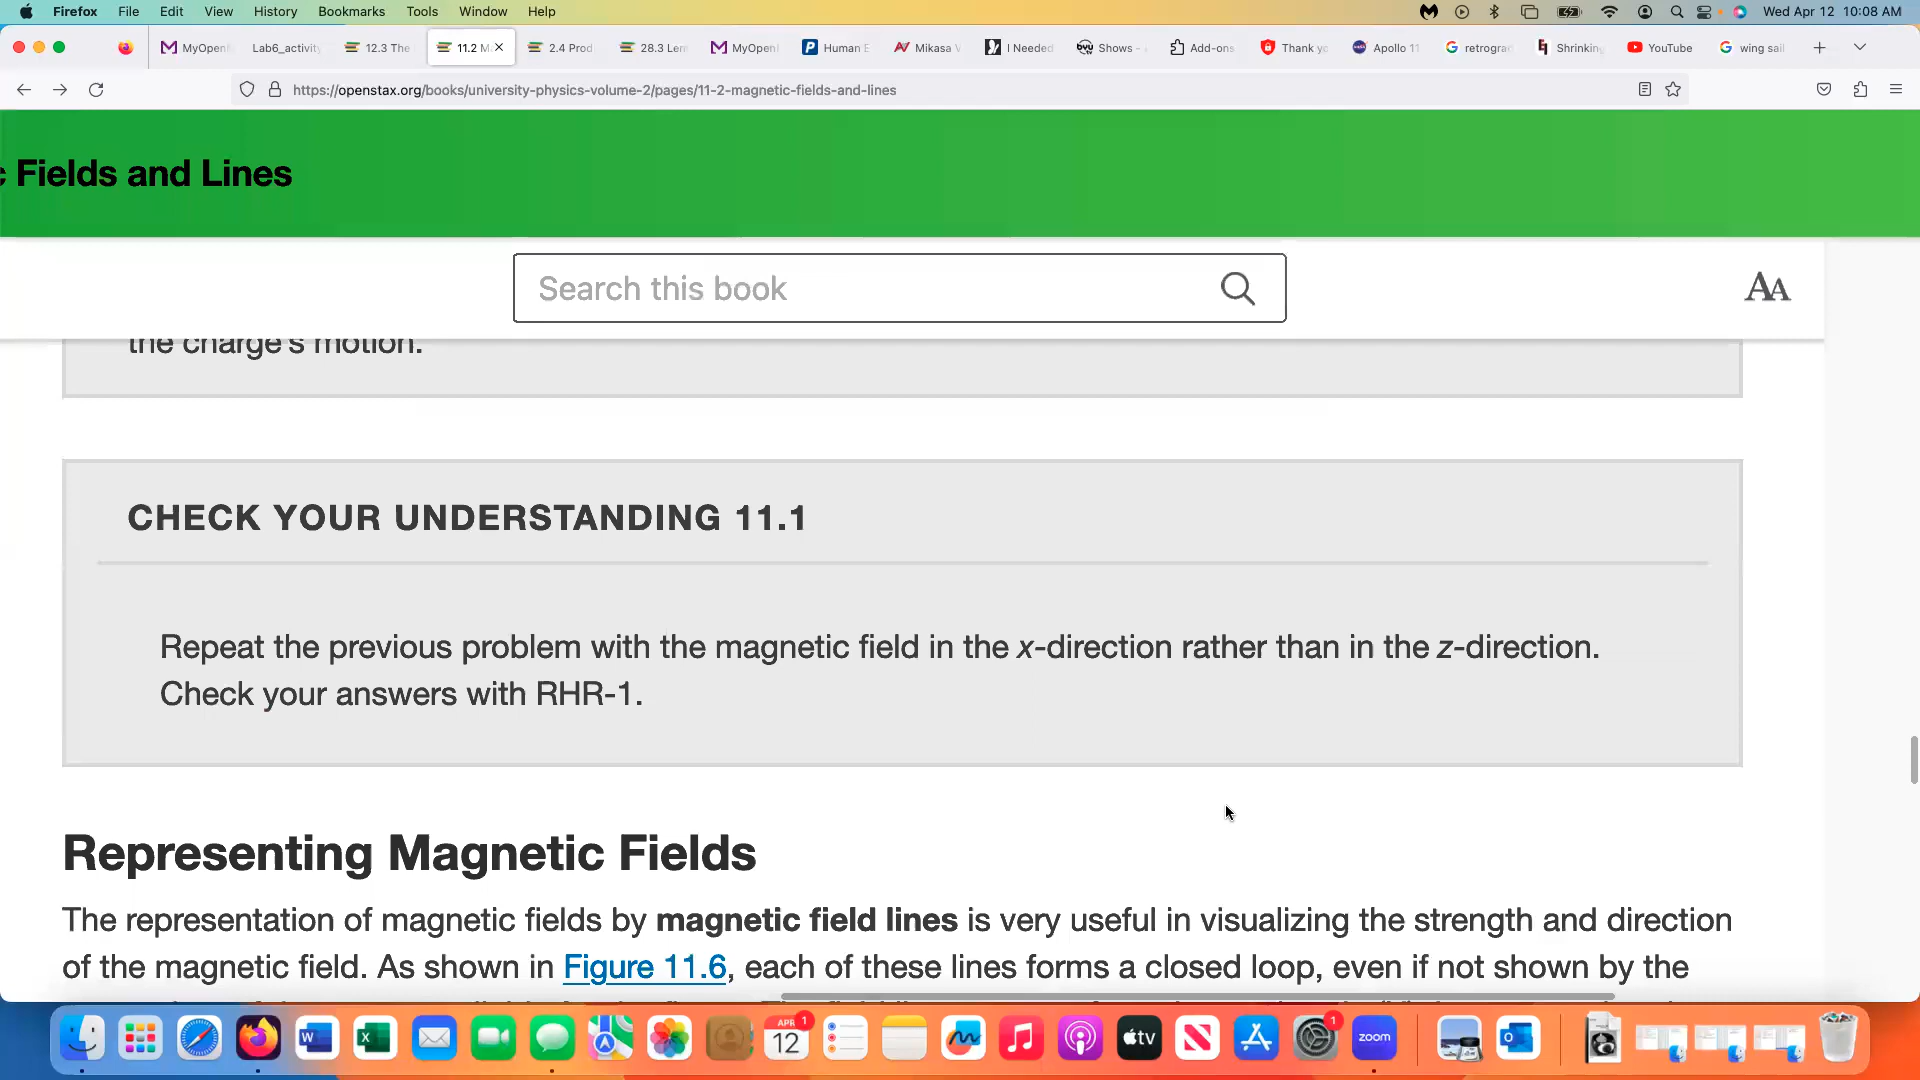 Firefox File Edit View History Bookmarks Tools Window Help Wed Apr 12 10:08 AM
MyOpen Lab6_activity 12.3 The 11.2 M 2.4 Prod 28.3 Len MyOpen Human E Mikasa V I Needed Shows - Add-ons Thank yo Apollo 11 retrogra Shrinking YouTube wing sail
https://openstax.org/books/university-physics-volume-2/pages/11-2-magnetic-fields-and-lines
c Fields and Lines
Search this book
AA
the charge's motion.
CHECK YOUR UNDERSTANDING 11.1
Repeat the previous problem with the magnetic field in the x-direction rather than in the z-direction.
Check your answers with RHR-1.
Representing Magnetic Fields
The representation of magnetic fields by magnetic field lines is very useful in visualizing the strength and direction
of the magnetic field. As shown in Figure 11.6, each of these lines forms a closed loop, even if not shown by the
APR 1
12
tv
1
zoom